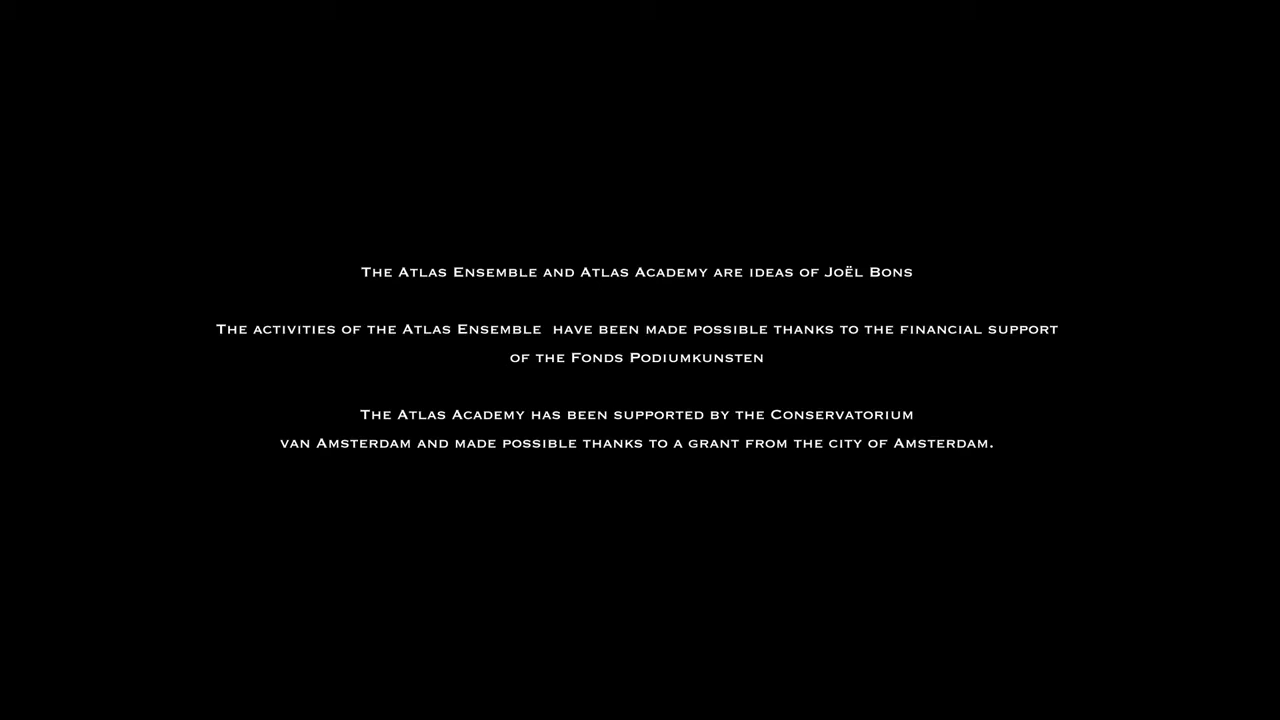 The Atlas Ensemble and Atlas Academy are ideas of Joël Bons
The activities of the Atlas Ensemble  have been made possible thanks to the financial support
of the Fonds Podiumkunsten
The Atlas Academy has been supported by the Conservatorium
van Amsterdam and made possible thanks to a grant from the city of Amsterdam.